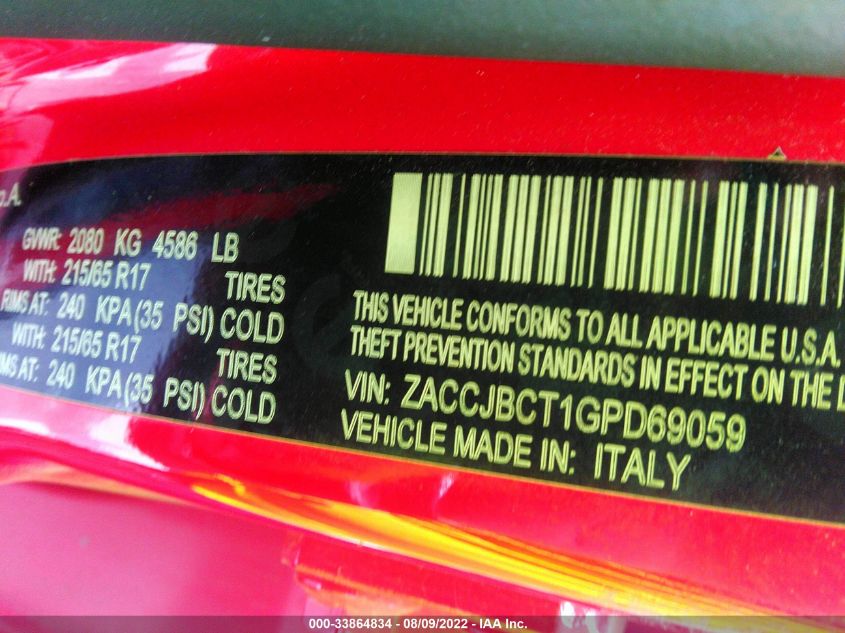 p.A.
GVWR: 2080 KG 4586 LB
WITH: 215/65 R17 TIRES
RIMS AT: 240 KPA (35 PSI) COLD
WITH: 215/65 R17 TIRES
RIMS AT: 240 KPA (35 PSI) COLD
THIS VEHICLE CONFORMS TO ALL APPLICABLE U.S.A.
THEFT PREVENTION STANDARDS IN EFFECT ON THE
VIN: ZACCJBCT1GPD69059
VEHICLE MADE IN: ITALY
000-33864834 - 08/09/2022 - IAA Inc.